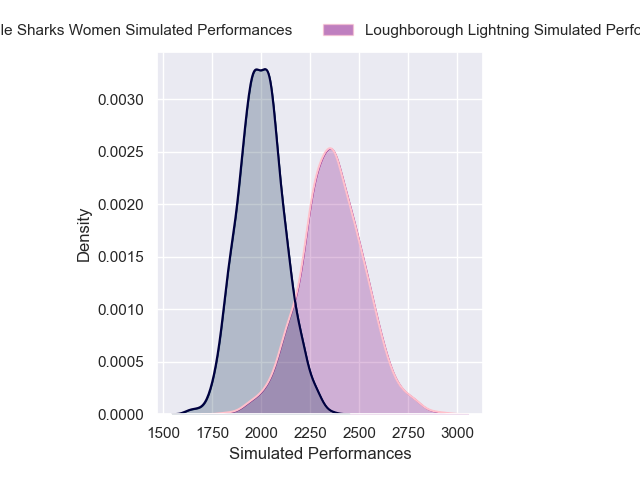 le Sharks Women Simulated Performances Loughborough Lightning Simulated Perfo
0.0030
0.0025
0.0020
0.0015
0.0010
0.0005
0.0000
Density
1500 1750 2000 2250 2500 2750 3000
Simulated Performances